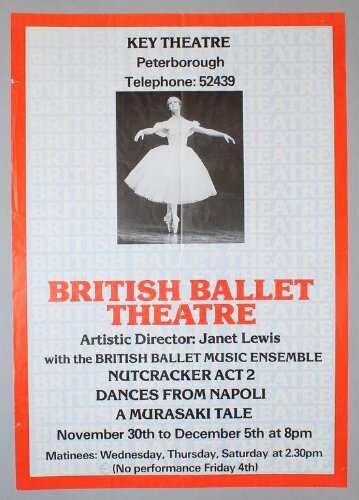 KEY THEATRE
Peterborough
Telephone: 52439
BRITISH BALLET
THEATRE
Artistic Director: Janet Lewis
with the BRITISH BALLET MUSIC ENSEMBLE
NUTCRACKER ACT 2
DANCES FROM NAPOLI
A MURASAKI TALE
November 30th to December 5th at 8pm
Matinees: Wednesday, Thursday, Saturday at 2.30pm
(No performance Friday 4th)